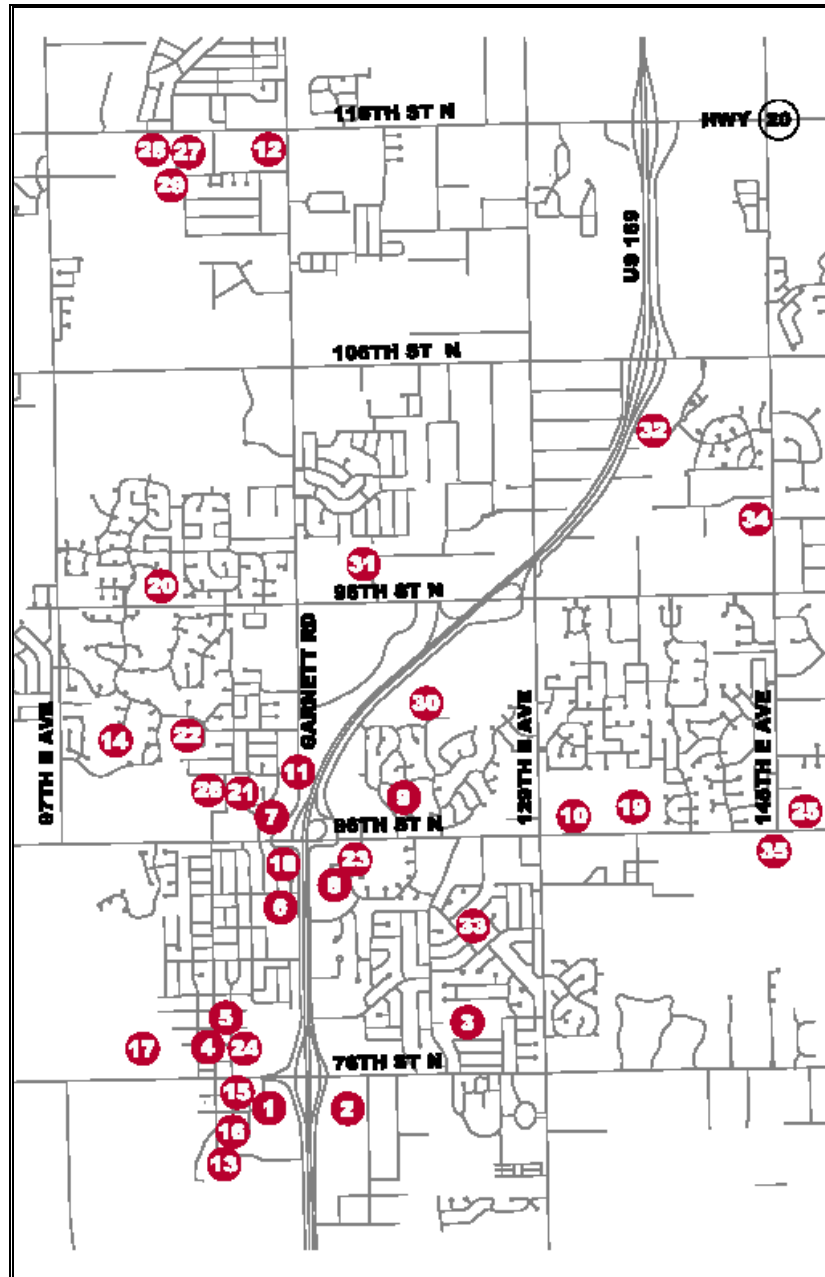 116TH ST N
HWY 20
28 27 12
29
US 169
106TH ST N
32
34
31
20
96TH ST N
GARNETT RD
97TH E AVE
129TH E AVE
145TH E AVE
30
14
22
11
26 21
9
7
10
19
25
86TH ST N
18
23
35
8
6
33
5
3
17
4 24
76TH ST N
15
1
2
16
13